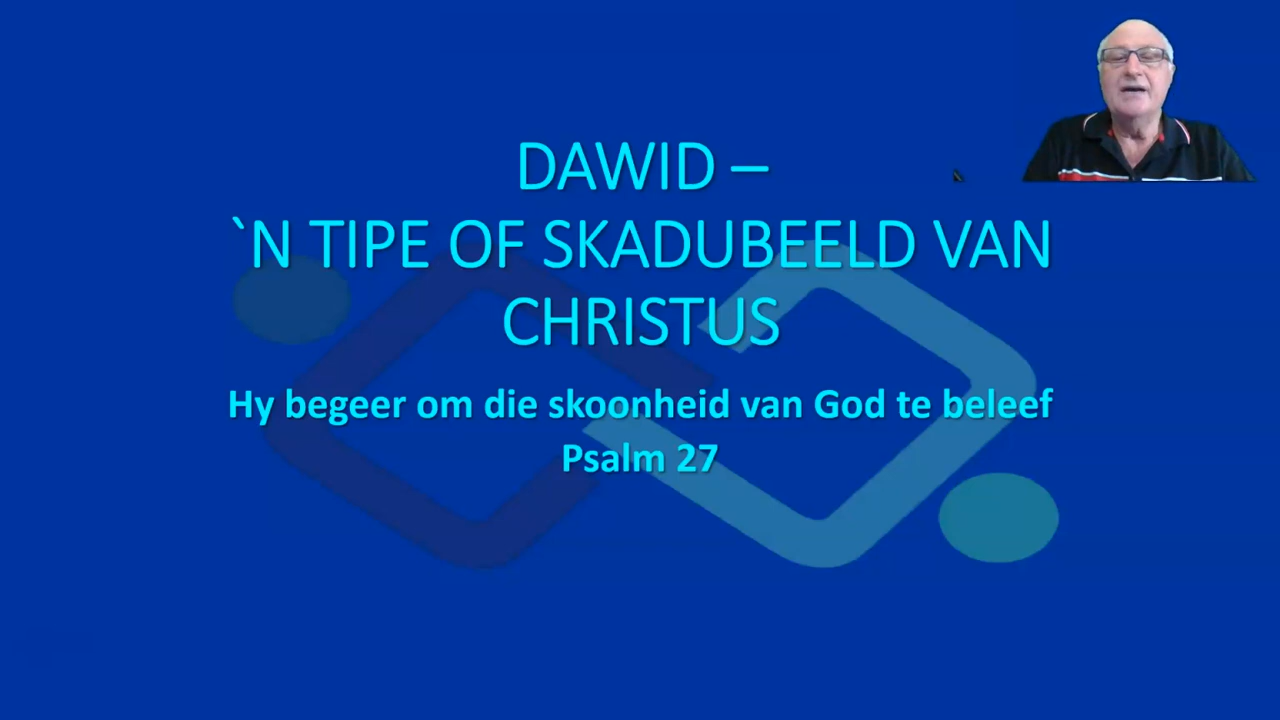 DAWID –
`N TIPE OF SKADUBEELD VAN
CHRISTUS
Hy begeer om die skoonheid van God te beleef
Psalm 27